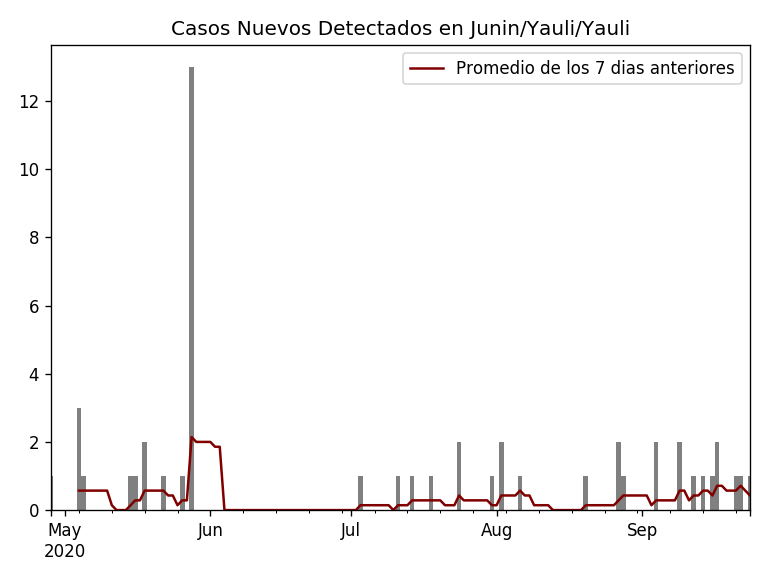 Casos Nuevos Detectados en Junin/Yauli/Yauli
Promedio de los 7 dias anteriores
12
10
8
6
4
2
0
May Jun Jul Aug Sep
2020